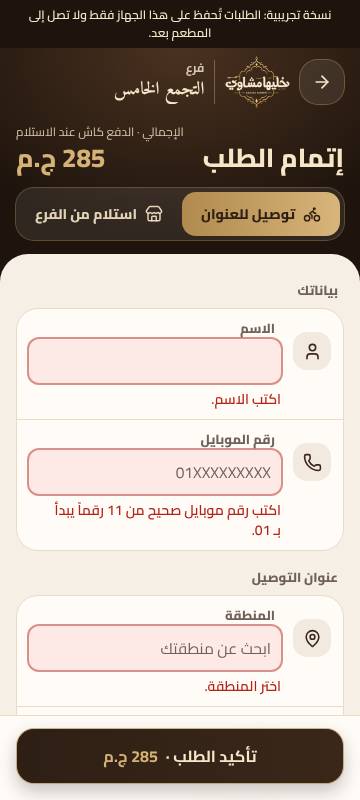 نسخة تجريبية: الطلبات تُحفظ على هذا الجهاز فقط ولا تصل إلى
المطعم بعد.
خليها مشاوي
فرع
التجمع الخامس
الإجمالي · الدفع كاش عند الاستلام
إتمام الطلب
285 ج.م
توصيل للعنوان
استلام من الفرع
بياناتك
الاسم
اكتب الاسم.
رقم الموبايل
01XXXXXXXXX
اكتب رقم موبايل صحيح من 11 رقماً يبدأ
بـ 01.
عنوان التوصيل
المنطقة
ابحث عن منطقتك
اختر المنطقة.
تأكيد الطلب · 285 ج.م